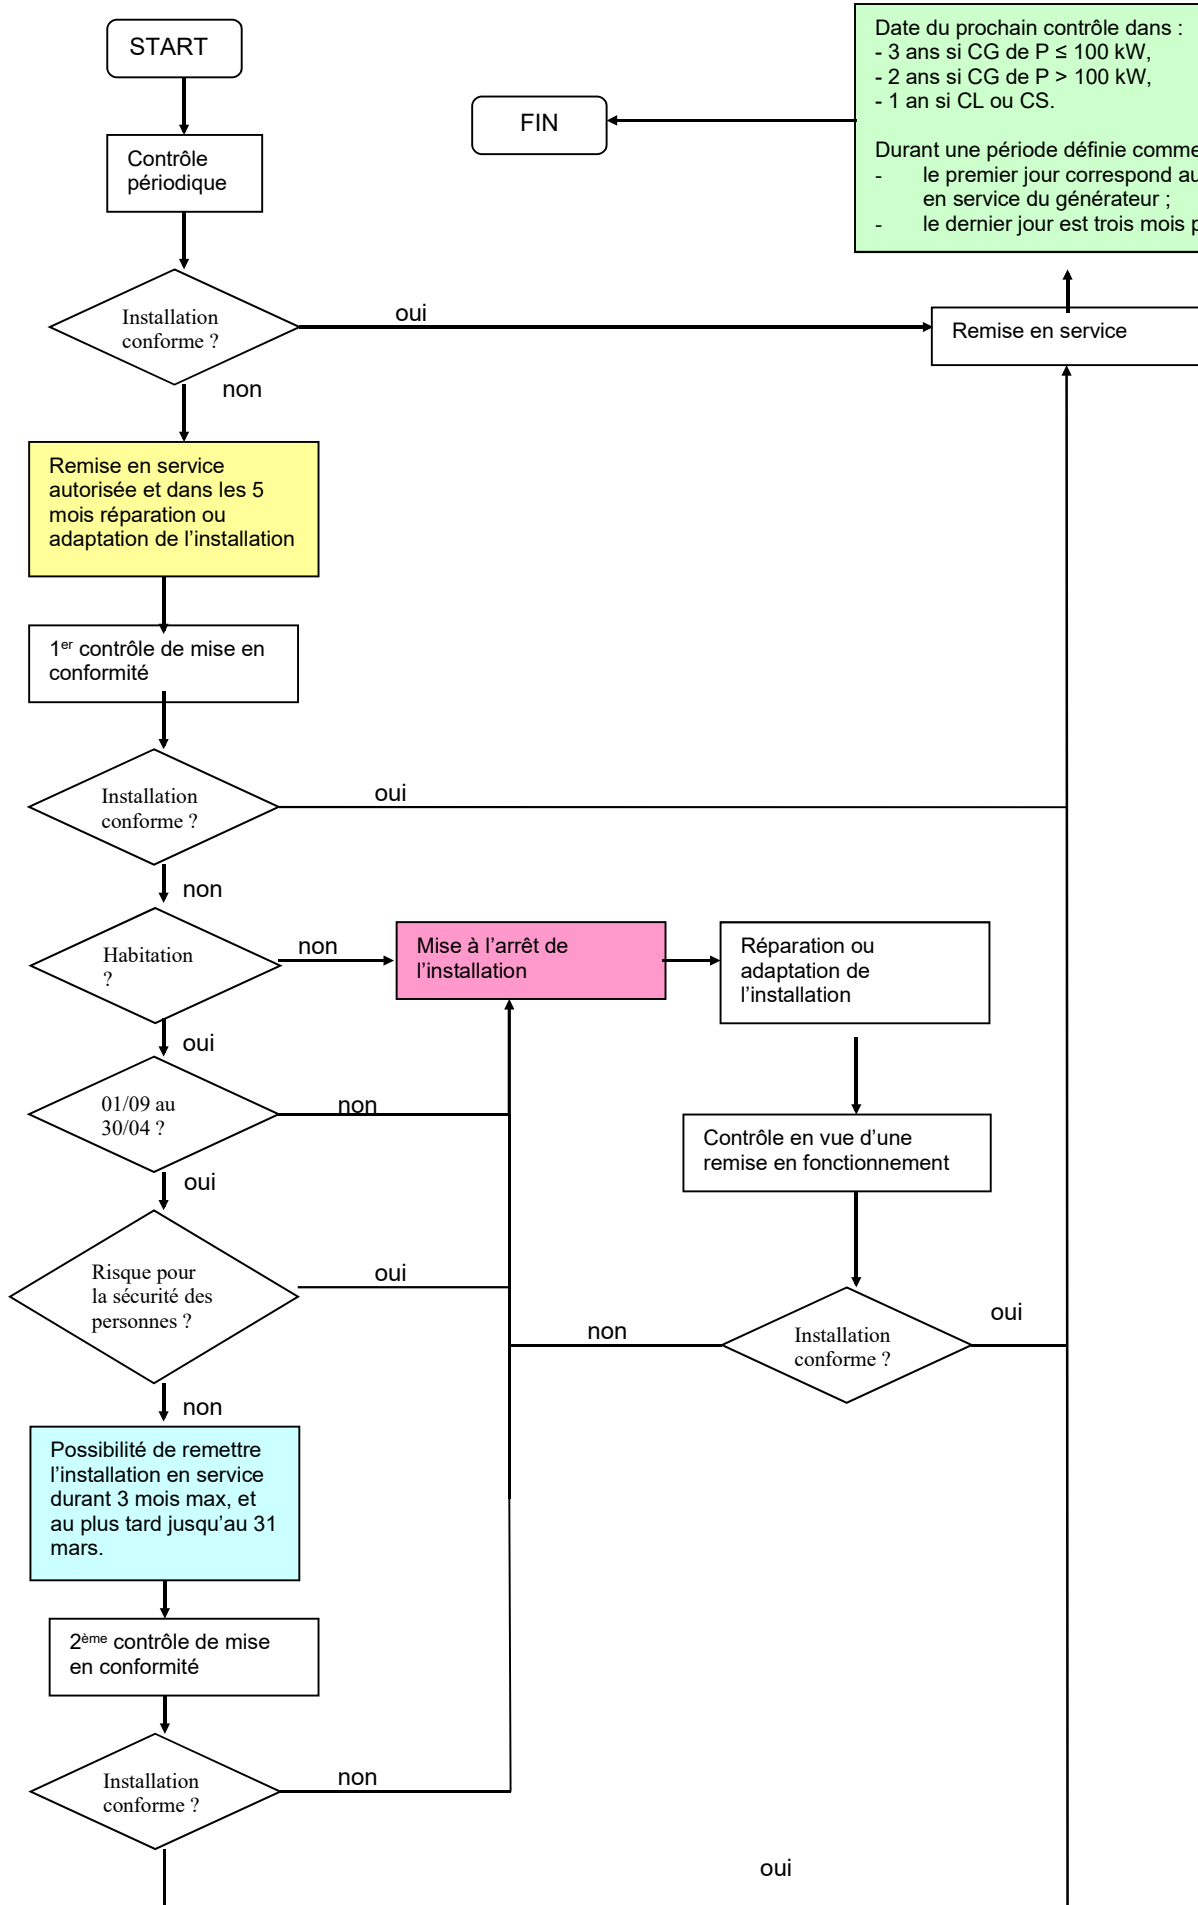 START
Date du prochain contrôle dans :
- 3 ans si CG de P ≤ 100 kW,
- 2 ans si CG de P > 100 kW,
- 1 an si CL ou CS.
Durant une période définie comme
- le premier jour correspond au
en service du générateur ;
- le dernier jour est trois mois p
FIN
Contrôle
périodique
Installation
conforme ?
oui
Remise en service
non
Remise en service
autorisée et dans les 5
mois réparation ou
adaptation de l’installation
1er contrôle de mise en
conformité
Installation
conforme ?
oui
non
Habitation
?
non
Mise à l’arrêt de
l’installation
Réparation ou
adaptation de
l’installation
oui
01/09 au
30/04 ?
non
Contrôle en vue d’une
remise en fonctionnement
oui
Risque pour
la sécurité des
personnes ?
oui
non
Installation
conforme ?
oui
non
Possibilité de remettre
l’installation en service
durant 3 mois max, et
au plus tard jusqu’au 31
mars.
2ème contrôle de mise
en conformité
Installation
conforme ?
non
oui